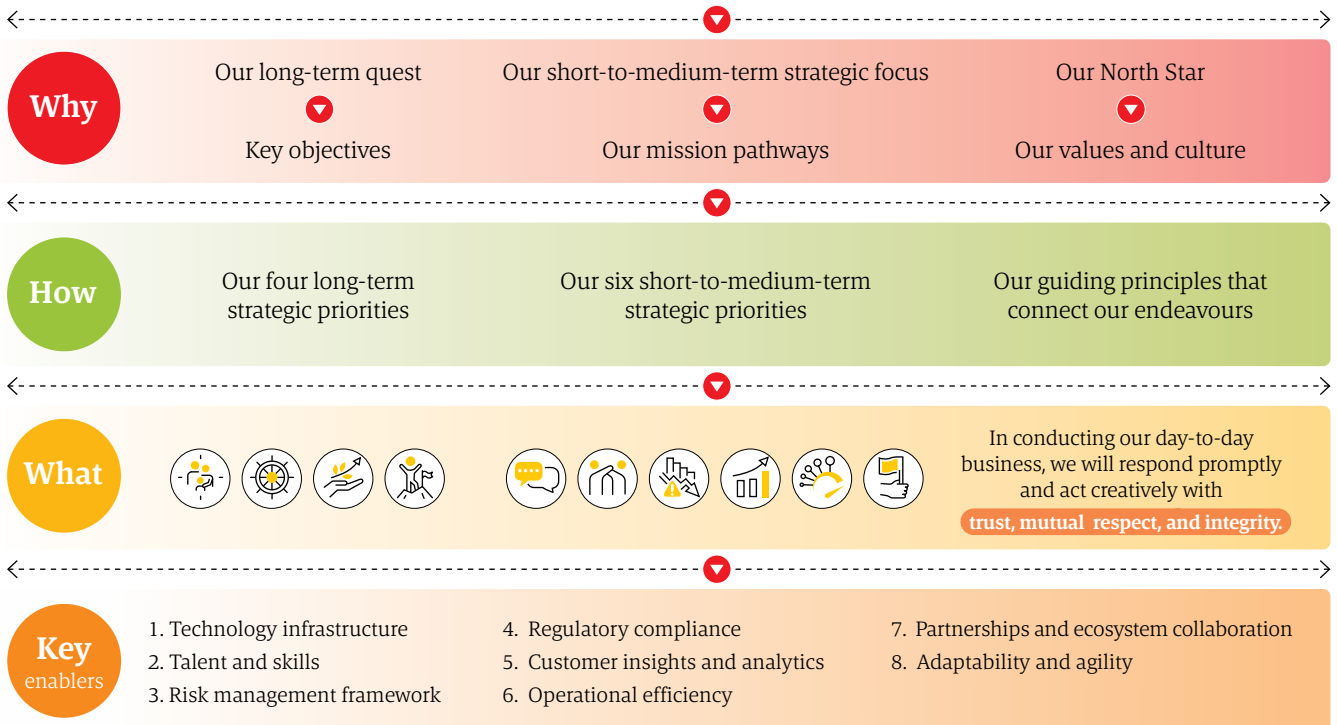 Why
Our long-term quest
Key objectives
Our short-to-medium-term strategic focus
Our mission pathways
Our North Star
Our values and culture
How
Our four long-term
strategic priorities
Our six short-to-medium-term
strategic priorities
Our guiding principles that
connect our endeavours
What
In conducting our day-to-day
business, we will respond promptly
and act creatively with
trust, mutual respect, and integrity.
Key
enablers
1. Technology infrastructure
2. Talent and skills
3. Risk management framework
4. Regulatory compliance
5. Customer insights and analytics
6. Operational efficiency
7. Partnerships and ecosystem collaboration
8. Adaptability and agility